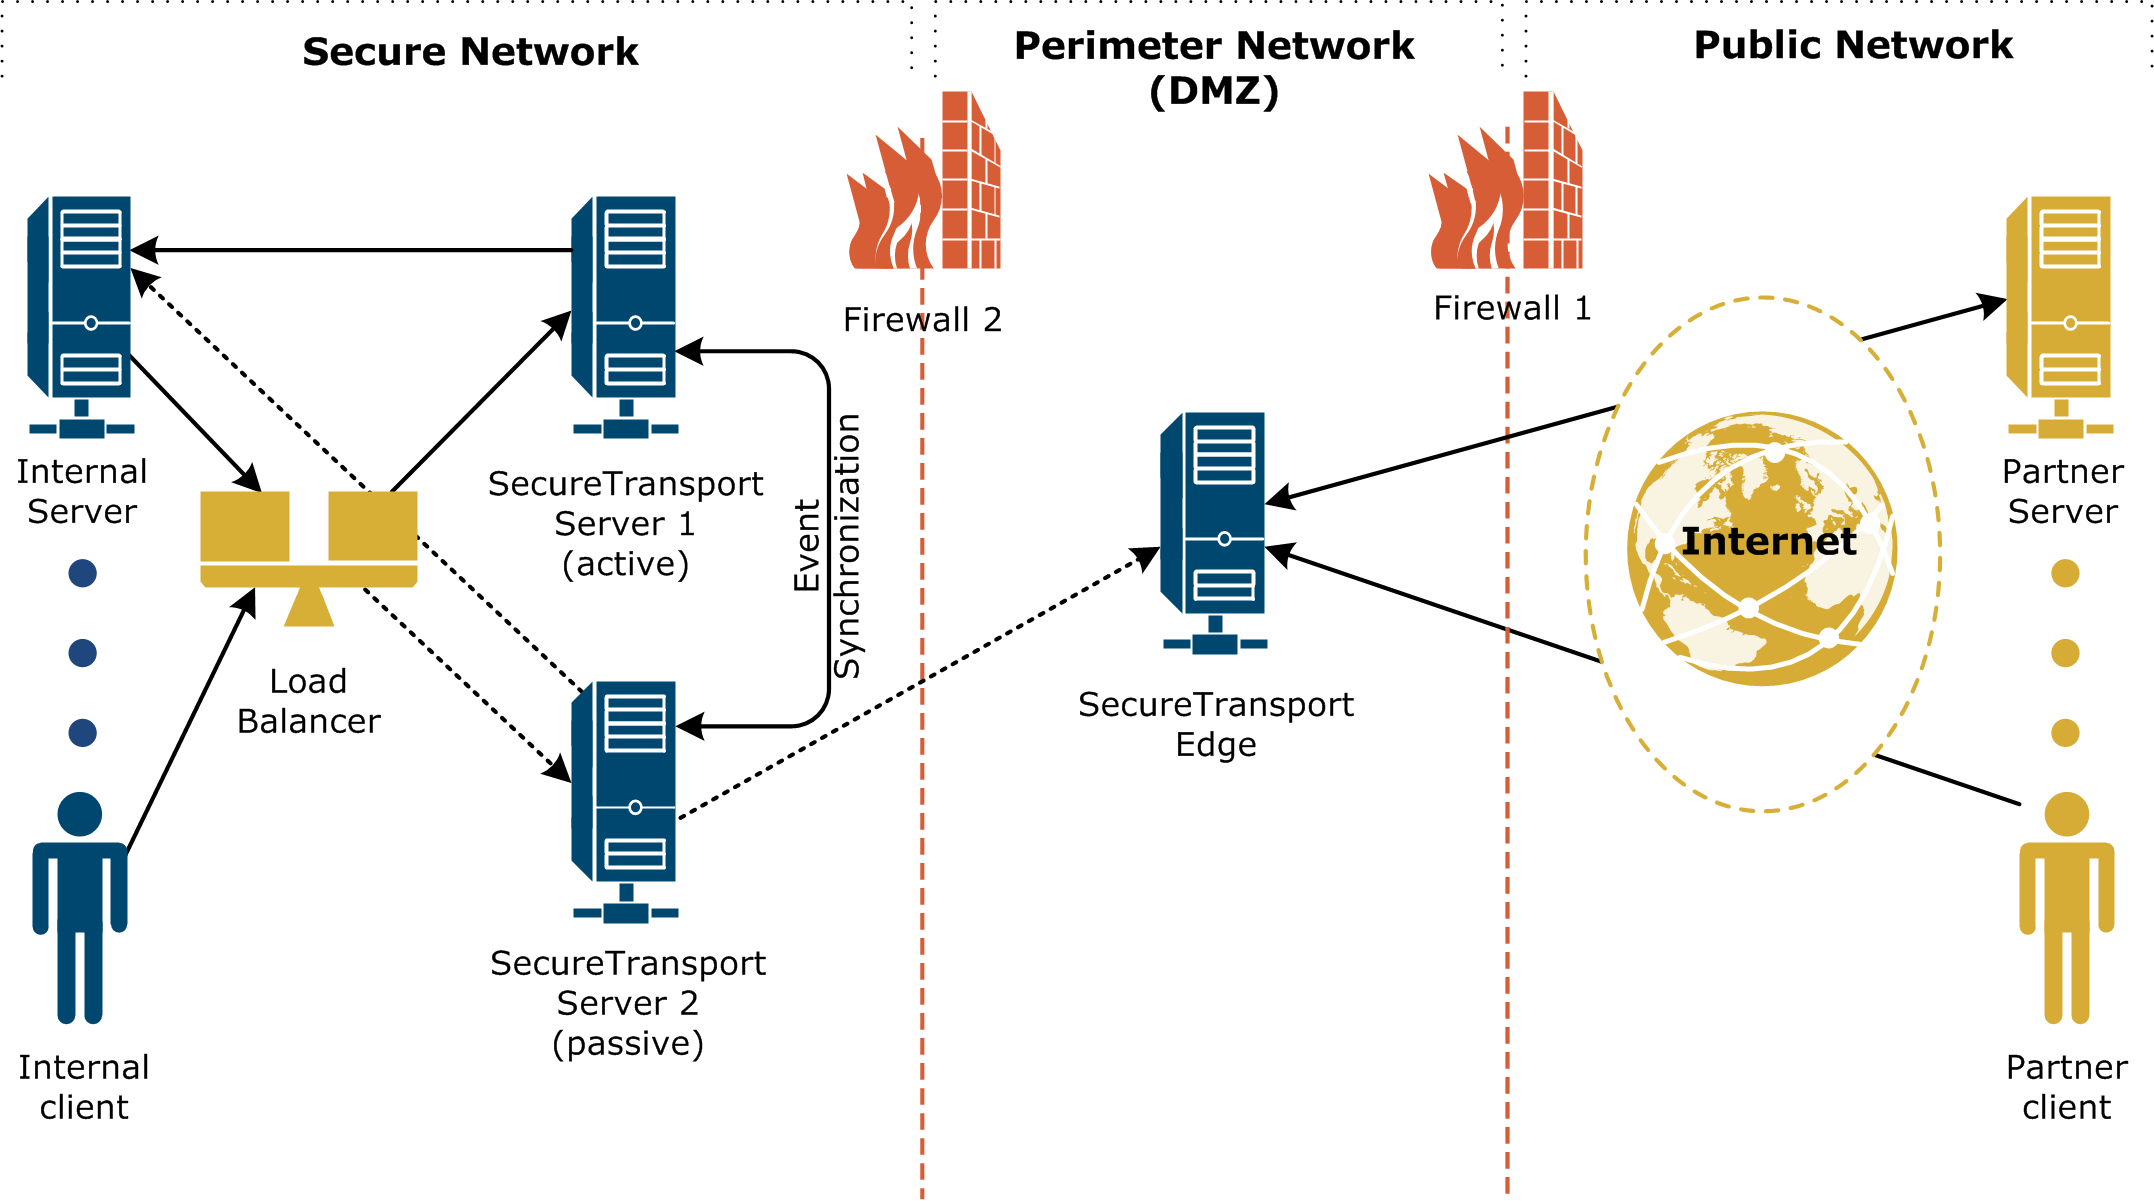 Secure Network
Perimeter Network
(DMZ)
Public Network
Firewall 2
Firewall 1
Internal
Server
SecureTransport
Server 1
(active)
Event
Synchronization
Load
Balancer
SecureTransport
Edge
Internet
Partner
Server
SecureTransport
Server 2
(passive)
Internal
client
Partner
client